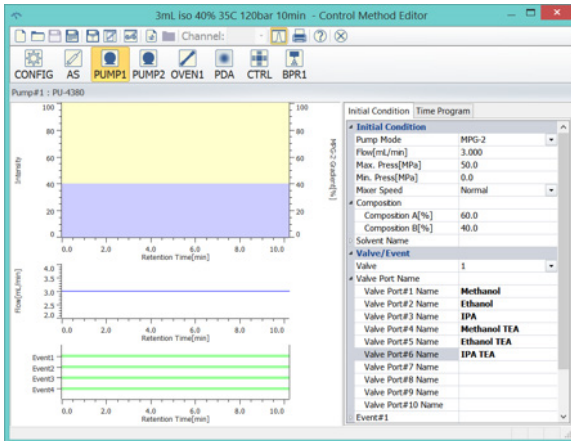 3mL iso 40% 35C 120bar 10min - Control Method Editor
Channel:
CONFIG AS PUMP1 PUMP2 OVEN1 PDA CTRL BPR1
Pump#1 : PU-4380
100
80
60
40
20
0
Intensity
100
80
60
40
20
0
MPG-2 Gradient[%]
0.0 2.0 4.0 6.0 8.0 10.0
Retention Time[min]
4.0
3.5
3.0
2.5
2.0
Flow[mL/min]
0.0 2.0 4.0 6.0 8.0 10.0
Retention Time[min]
Event1
Event2
Event3
Event4
0.0 2.0 4.0 6.0 8.0 10.0
Retention Time[min]
Initial Condition Time Program
Initial Condition
Pump Mode MPG-2
Flow[mL/min] 3.000
Max. Press[MPa] 50.0
Min. Press[MPa] 0.0
Mixer Speed Normal
Composition
Composition A[%] 60.0
Composition B[%] 40.0
Solvent Name
Valve/Event
Valve 1
Valve Port Name
Valve Port#1 Name Methanol
Valve Port#2 Name Ethanol
Valve Port#3 Name IPA
Valve Port#4 Name Methanol TEA
Valve Port#5 Name Ethanol TEA
Valve Port#6 Name IPA TEA
Valve Port#7 Name
Valve Port#8 Name
Valve Port#9 Name
Valve Port#10 Name
Event#1